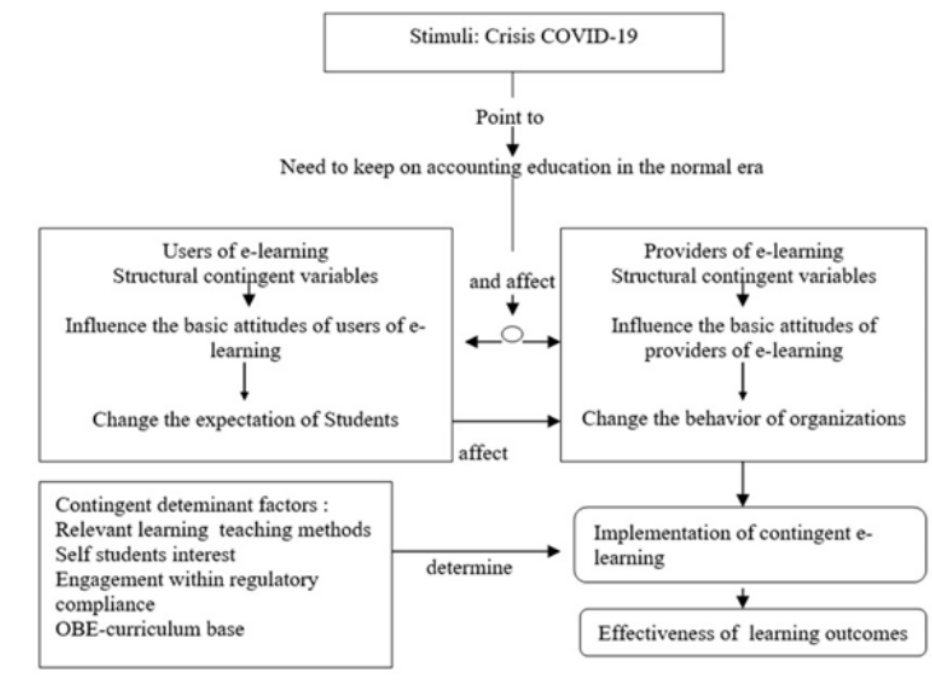 Stimuli: Crisis COVID-19
Point to
Need to keep on accounting education in the normal era
Users of e-learning
Structural contingent variables
Influence the basic attitudes of users of e-
learning
Change the expectation of Students
and affect
Providers of e-learning
Structural contingent variables
Influence the basic attitudes of
providers of e-learning
Change the behavior of organizations
affect
Contingent deteminant factors :
Relevant learning teaching methods
Self students interest
Engagement within regulatory
compliance
OBE-curriculum base
determine
Implementation of contingent e-
learning
Effectiveness of learning outcomes